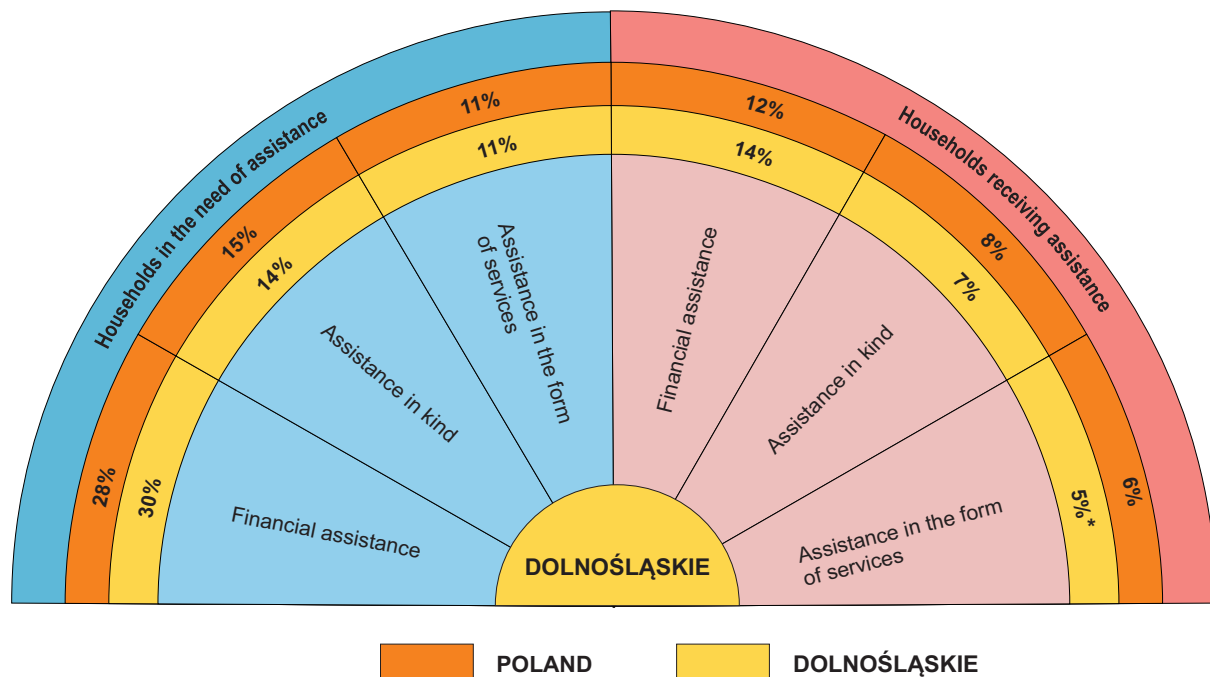 Households in the need of assistance
Households receiving assistance
11%
12%
11%
14%
15%
14%
8%
7%
28%
30%
5%*
6%
Assistance in the form
of services
Financial assistance
Assistance in kind
Assistance in kind
Financial assistance
Assistance in the form
of services
DOLNOŚLĄSKIE
POLAND
DOLNOŚLĄSKIE